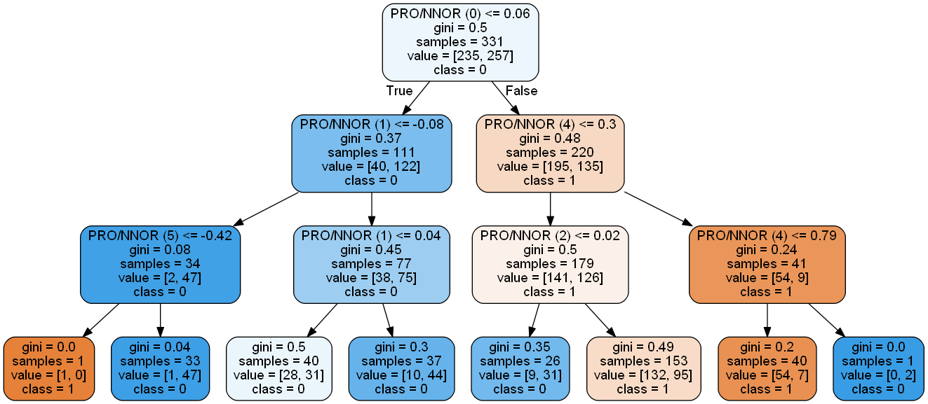 PRO/NNOR (0) <= 0.06
gini = 0.5
samples = 331
value = [235, 257]
class = 0
True
False
PRO/NNOR (1) <= -0.08
gini = 0.37
samples = 111
value = [40, 122]
class = 0
PRO/NNOR (4) <= 0.3
gini = 0.48
samples = 220
value = [195, 135]
class = 1
PRO/NNOR (5) <= -0.42
gini = 0.08
samples = 34
value = [2, 47]
class = 0
PRO/NNOR (1) <= 0.04
gini = 0.45
samples = 77
value = [38, 75]
class = 0
PRO/NNOR (2) <= 0.02
gini = 0.5
samples = 179
value = [141, 126]
class = 1
PRO/NNOR (4) <= 0.79
gini = 0.24
samples = 41
value = [54, 9]
class = 1
gini = 0.0
samples = 1
value = [1, 0]
class = 1
gini = 0.04
samples = 33
value = [1, 47]
class = 0
gini = 0.5
samples = 40
value = [28, 31]
class = 0
gini = 0.3
samples = 37
value = [10, 44]
class = 0
gini = 0.35
samples = 26
value = [9, 31]
class = 0
gini = 0.49
samples = 153
value = [132, 95]
class = 1
gini = 0.2
samples = 40
value = [54, 7]
class = 1
gini = 0.0
samples = 1
value = [0, 2]
class = 0